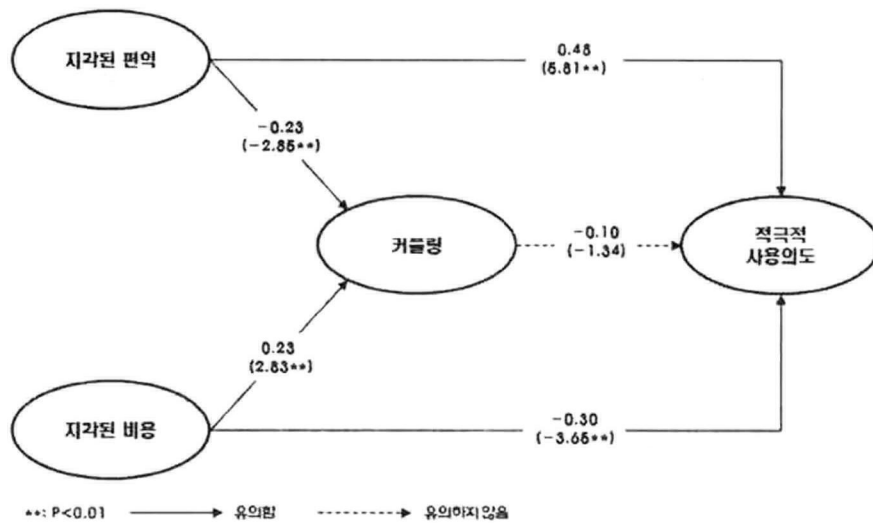 지각된 편익
0.48
(5.81**)
-0.23
(-2.85**)
커플링
-0.10
(-1.34)
적극적
사용의도
0.23
(2.83**)
지각된 비용
-0.30
(-3.65**)
**: P<0.01 유의함 유의하지 않음